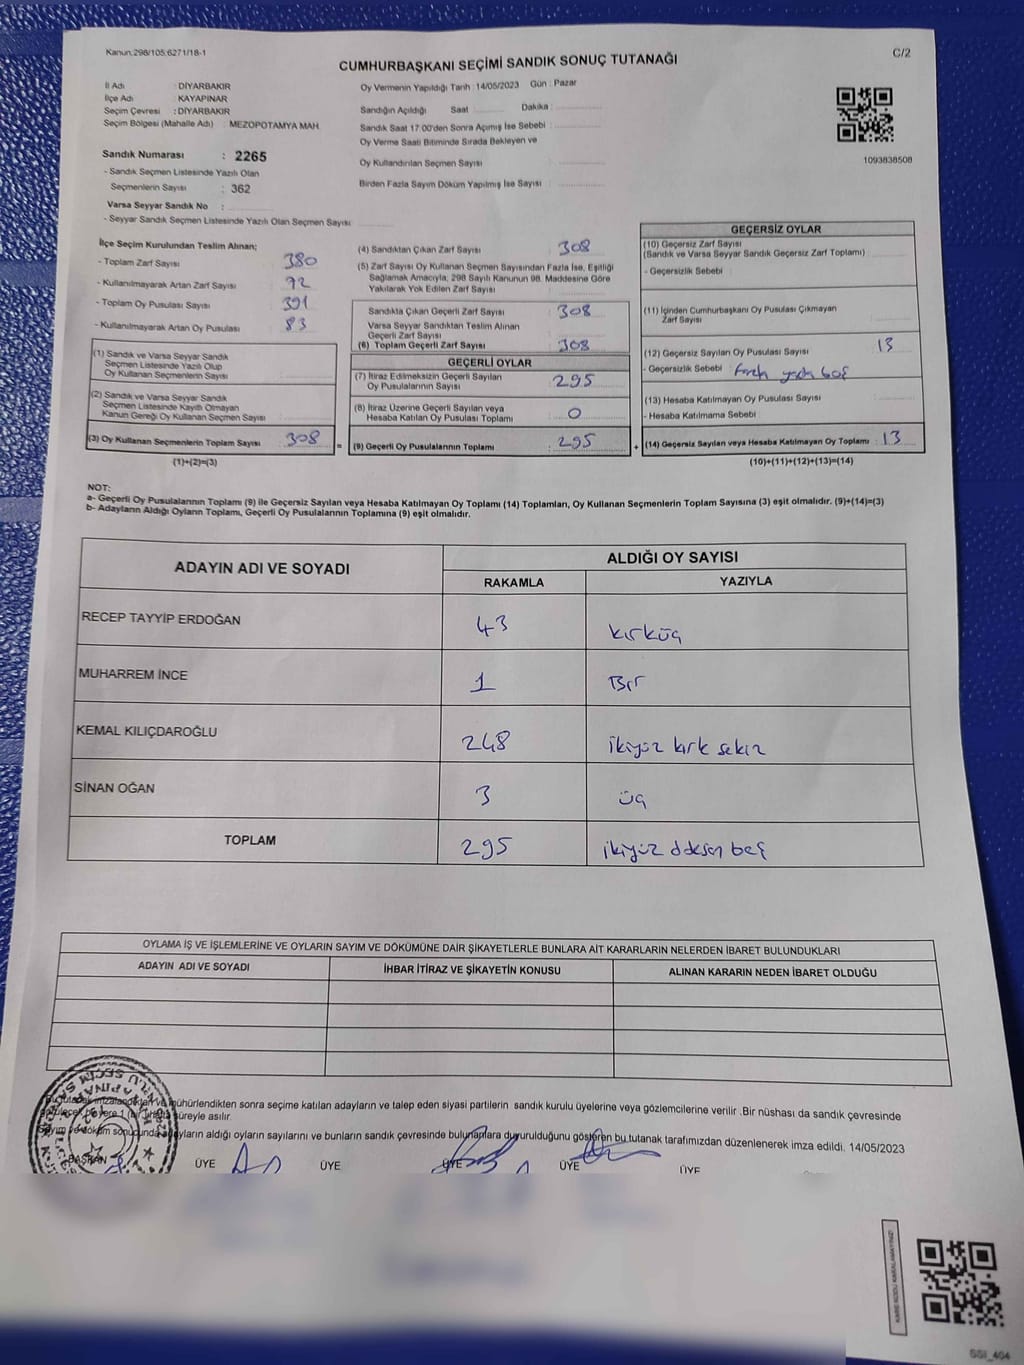 Kanun.298/105;6271/18-1
C/2
CUMHURBAŞKANI SEÇİMİ SANDIK SONUÇ TUTANAĞI
İl Adı : DİYARBAKIR
İlçe Adı : KAYAPINAR
Seçim Çevresi : DİYARBAKIR
Seçim Bölgesi (Mahalle Adı) : MEZOPOTAMYA MAH.
Sandık Numarası : 2265
- Sandık Seçmen Listesinde Yazılı Olan
Seçmenlerin Sayısı : 362
Varsa Seyyar Sandık No :
- Seyyar Sandık Seçmen Listesinde Yazılı Olan Seçmen Sayısı
Oy Vermenin Yapıldığı Tarih : 14/05/2023 Gün : Pazar
Sandığın Açıldığı Saat Dakika :
Sandık Saat 17:00'den Sonra Açımış İse Sebebi :
Oy Verme Saati Bitiminde Sırada Bekleyen ve
Oy Kullandırılan Seçmen Sayısı :
Birden Fazla Sayım Döküm Yapılmış İse Sayısı :
1093838508
İlçe Seçim Kurulundan Teslim Alınan;
- Toplam Zarf Sayısı : 380
- Kullanılmayarak Artan Zarf Sayısı : 92
- Toplam Oy Pusulası Sayısı : 391
- Kullanılmayarak Artan Oy Pusulası : 83
(1) Sandık ve Varsa Seyyar Sandık
Seçmen Listesinde Yazılı Olup
Oy Kullanan Seçmenlerin Sayısı :
(2) Sandık ve Varsa Seyyar Sandık
Seçmen Listesinde Kayıtlı Olmayan
Kanun Gereği Oy Kullanan Seçmen Sayısı :
(3) Oy Kullanan Seçmenlerin Toplam Sayısı : 308 =
(1)+(2)=(3)
(4) Sandıktan Çıkan Zarf Sayısı : 308
(5) Zarf Sayısı Oy Kullanan Seçmen Sayısından Fazla İse, Eşitliği
Sağlamak Amacıyla, 298 Sayılı Kanunun 98. Maddesine Göre
Yakılarak Yok Edilen Zarf Sayısı :
Sandıkta Çıkan Geçerli Zarf Sayısı : 308
Varsa Seyyar Sandıktan Teslim Alınan
Geçerli Zarf Sayısı :
(6) Toplam Geçerli Zarf Sayısı : 308
GEÇERLİ OYLAR
(7) İtiraz Edilmeksizin Geçerli Sayılan
Oy Pusulalarının Sayısı : 295
(8) İtiraz Üzerine Geçerli Sayılan veya
Hesaba Katılan Oy Pusulası Toplamı : 0
(9) Geçerli Oy Pusulalarının Toplamı : 295 +
GEÇERSİZ OYLAR
(10) Geçersiz Zarf Sayısı
(Sandık ve Varsa Seyyar Sandık Geçersiz Zarf Toplamı) :
- Geçersizlik Sebebi :
(11) İçinden Cumhurbaşkanı Oy Pusulası Çıkmayan
Zarf Sayısı :
(12) Geçersiz Sayılan Oy Pusulası Sayısı : 13
- Geçersizlik Sebebi : Fazla yada boş
(13) Hesaba Katılmayan Oy Pusulası Sayısı :
- Hesaba Katılmama Sebebi :
(14) Geçersiz Sayılan veya Hesaba Katılmayan Oy Toplamı : 13
(10)+(11)+(12)+(13)=(14)
NOT:
a- Geçerli Oy Pusulalarının Toplamı (9) ile Geçersiz Sayılan veya Hesaba Katılmayan Oy Toplamı (14) Toplamları, Oy Kullanan Seçmenlerin Toplam Sayısına (3) eşit olmalıdır. (9)+(14)=(3)
b- Adayların Aldığı Oyların Toplamı, Geçerli Oy Pusulalarının Toplamına (9) eşit olmalıdır.
ADAYIN ADI VE SOYADI
ALDIĞI OY SAYISI
RAKAMLA YAZIYLA
RECEP TAYYİP ERDOĞAN 43 kırküç
MUHARREM İNCE 1 Bir
KEMAL KILIÇDAROĞLU 248 ikiyüz kırk sekiz
SİNAN OĞAN 3 üç
TOPLAM 295 ikiyüz doksan beş
OYLAMA İŞ VE İŞLEMLERİNE VE OYLARIN SAYIM VE DÖKÜMÜNE DAİR ŞİKAYETLERLE BUNLARA AİT KARARLARIN NELERDEN İBARET BULUNDUKLARI
ADAYIN ADI VE SOYADI İHBAR İTİRAZ VE ŞİKAYETİN KONUSU ALINAN KARARIN NEDEN İBARET OLDUĞU
mühürlendikten sonra seçime katılan adayların ve talep eden siyasi partilerin sandık kurulu üyelerine veya gözlemcilerine verilir .Bir nüshası da sandık çevresinde
süreyle asılır.
adayların aldığı oyların sayılarını ve bunların sandık çevresinde bulunanlara duyurulduğunu gösteren bu tutanak tarafımızdan düzenlenerek imza edildi. 14/05/2023
BAŞKAN ÜYE ÜYE ÜYE ÜYE ÜYE
KARE KODU KARALAMAYINIZ!
SSI_404